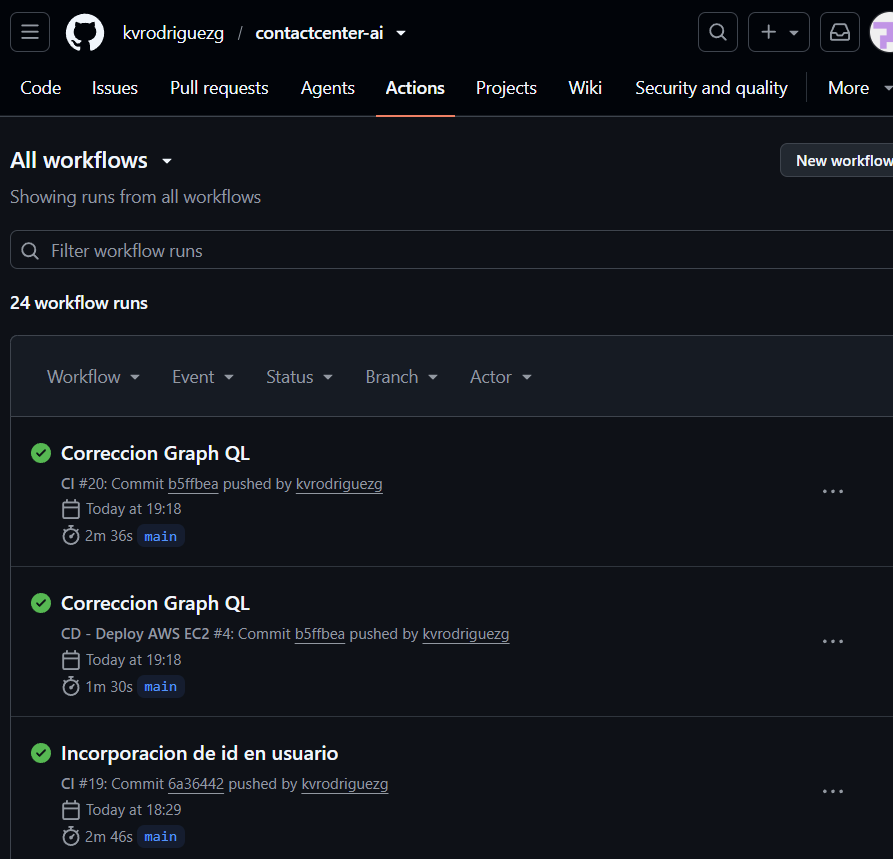 kvrodriguezg / contactcenter-ai
Code Issues Pull requests Agents Actions Projects Wiki Security and quality More
All workflows
New workflow
Showing runs from all workflows
Filter workflow runs
24 workflow runs
Workflow Event Status Branch Actor
Correccion Graph QL
CI #20: Commit b5ffbea pushed by kvrodriguezg
Today at 19:18
2m 36s main
Correccion Graph QL
CD - Deploy AWS EC2 #4: Commit b5ffbea pushed by kvrodriguezg
Today at 19:18
1m 30s main
Incorporacion de id en usuario
CI #19: Commit 6a36442 pushed by kvrodriguezg
Today at 18:29
2m 46s main